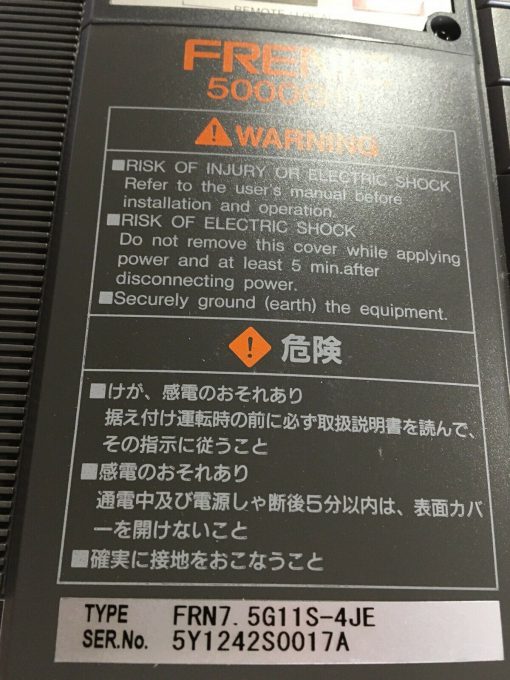 REMOTE
FRENIC
5000G11
WARNING
■RISK OF INJURY OR ELECTRIC SHOCK
Refer to the user's manual before
installation and operation.
■RISK OF ELECTRIC SHOCK
Do not remove this cover while applying
power and at least 5 min.after
disconnecting power.
■Securely ground (earth) the equipment.
危険
■けが、感電のおそれあり
据え付け運転時の前に必ず取扱説明書を読んで、
その指示に従うこと
■感電のおそれあり
通電中及び電源しゃ断後5分以内は、表面カバ
ーを開けないこと
■確実に接地をおこなうこと
TYPE FRN7.5G11S-4JE
SER.No. 5Y1242S0017A